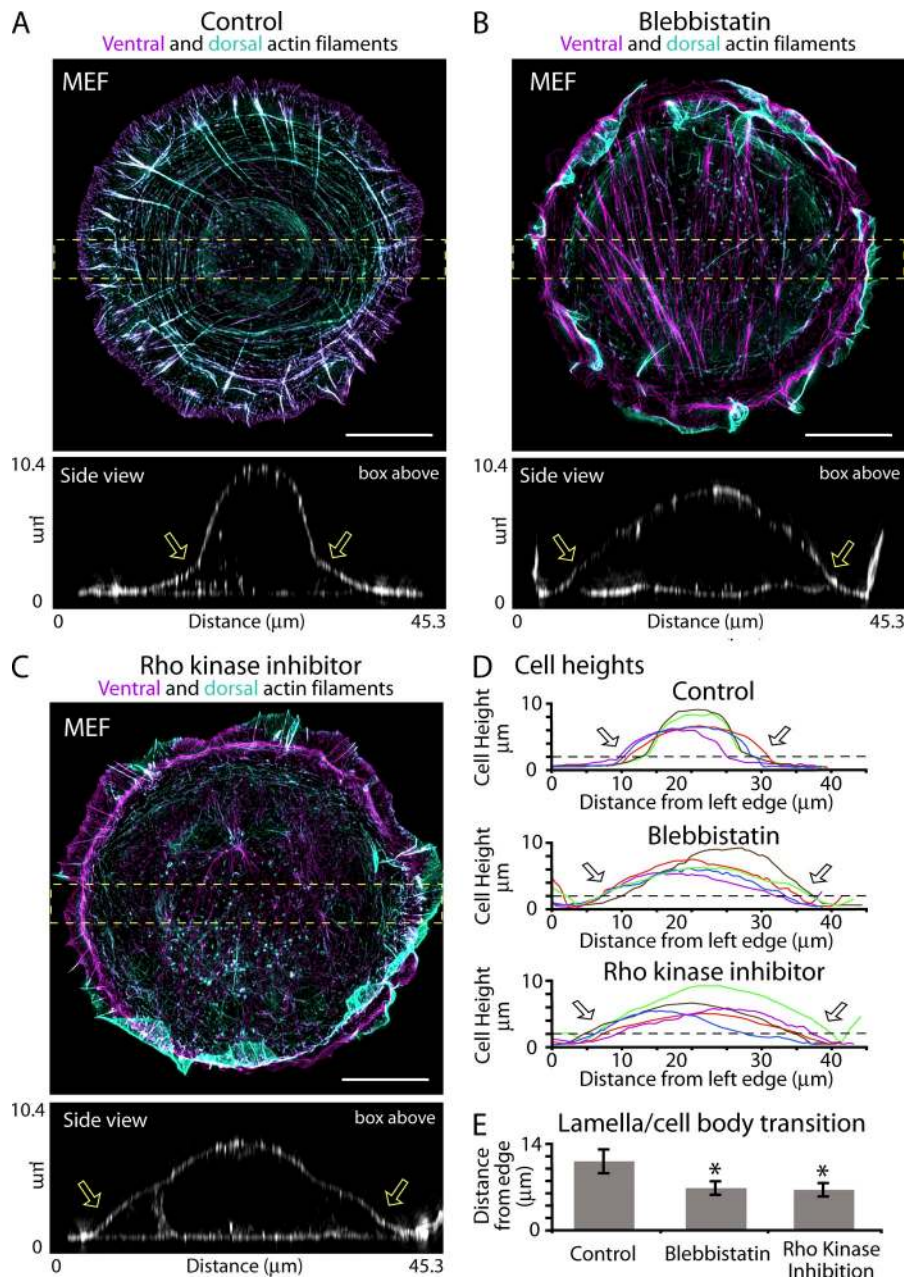 A Control
Ventral and dorsal actin filaments
MEF
10.4
Side view
box above
μm
0
0 Distance (μm) 45.3
B Blebbistatin
Ventral and dorsal actin filaments
MEF
10.4
Side view
box above
μm
0
0 Distance (μm) 45.3
C Rho kinase inhibitor
Ventral and dorsal actin filaments
MEF
10.4
Side view
box above
μm
0
0 Distance (μm) 45.3
D Cell heights
Control
Cell Height
μm
10
0
0 10 20 30 40
Distance from left edge (μm)
Blebbistatin
Cell Height
μm
10
0
0 10 20 30 40
Distance from left edge (μm)
Rho kinase inhibitor
Cell Height
μm
10
0
0 10 20 30 40
Distance from left edge (μm)
E Lamella/cell body transition
Distance
from edge
(μm)
14
0
* *
Control Blebbistatin Rho Kinase
Inhibition